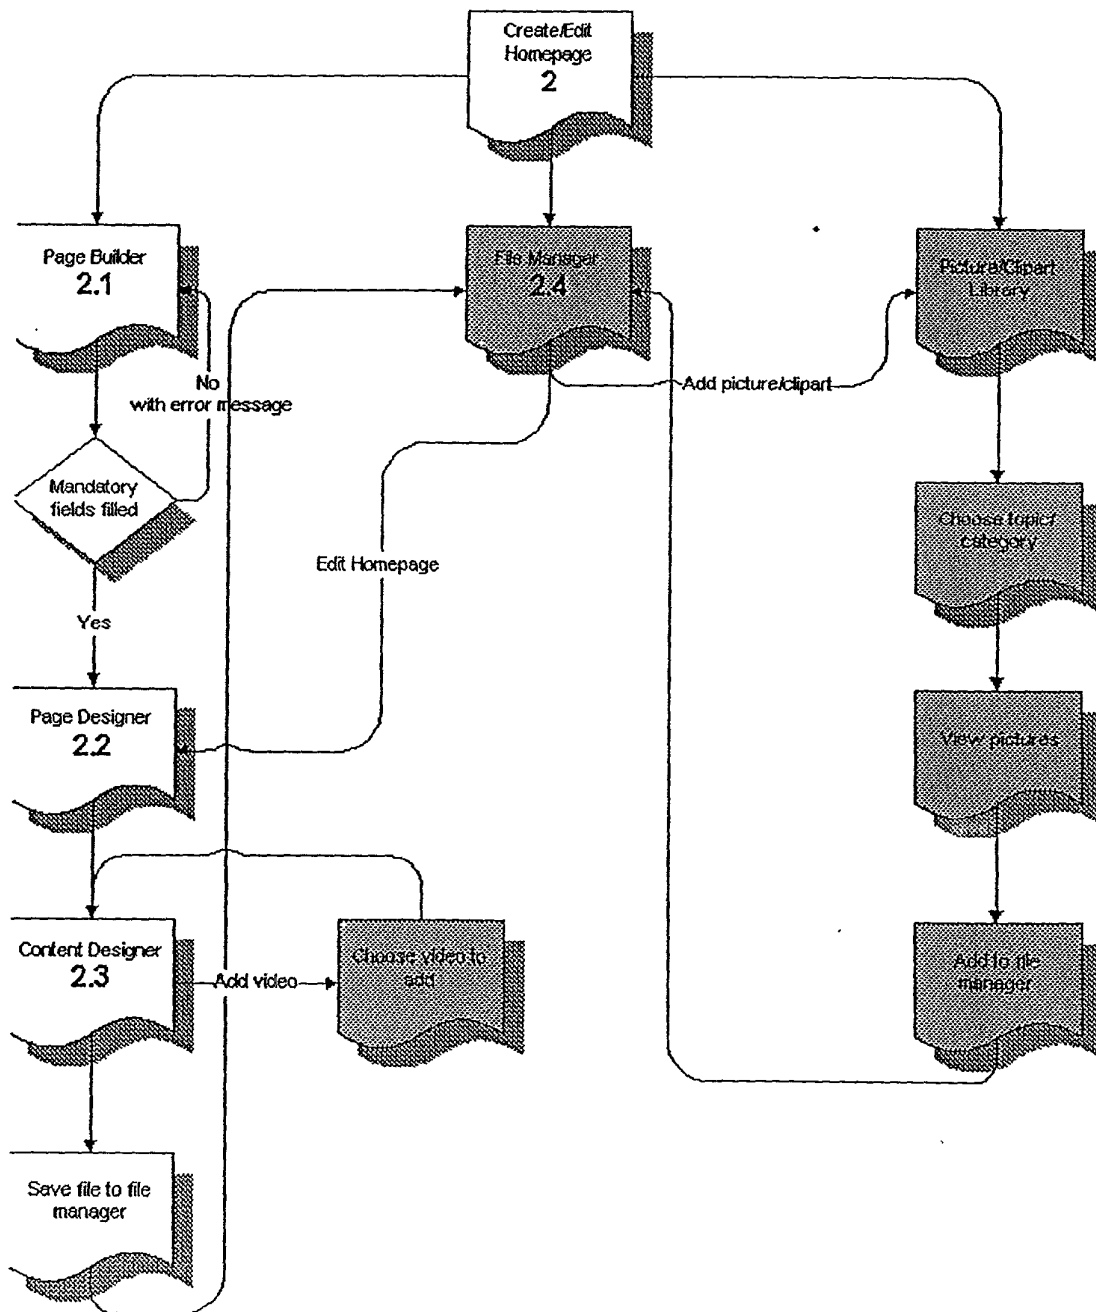 Create/Edit
Homepage
2
Page Builder
2.1
File Manager
2.4
Picture/Clipart
Library
No
with error message
Add picture/clipart
Mandatory
fields filled
Edit Homepage
Choose topic/
category
Yes
Page Designer
2.2
View pictures
Content Designer
2.3
Add video
Choose video to
add
Add to file
manager
Save file to file
manager